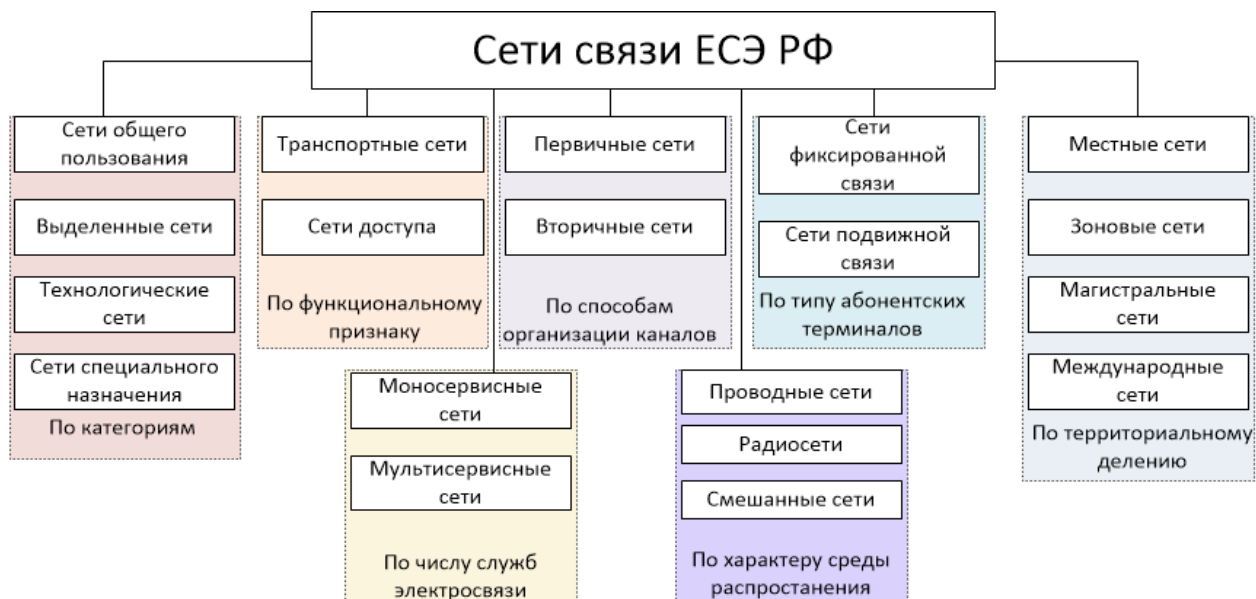 Сети связи ЕСЭ РФ
Сети общего
пользования
Выделенные сети
Технологические
сети
Сети специального
назначения
По категориям
Транспортные сети
Сети доступа
По функциональному
признаку
Первичные сети
Вторичные сети
По способам
организации каналов
Сети
фиксированной
связи
Сети подвижной
связи
По типу абонентских
терминалов
Местные сети
Зоновые сети
Магистральные
сети
Международные
сети
По территориальному
делению
Моносервисные
сети
Мультисервисные
сети
По числу служб
электросвязи
Проводные сети
Радиосети
Смешанные сети
По характеру среды
распростанения